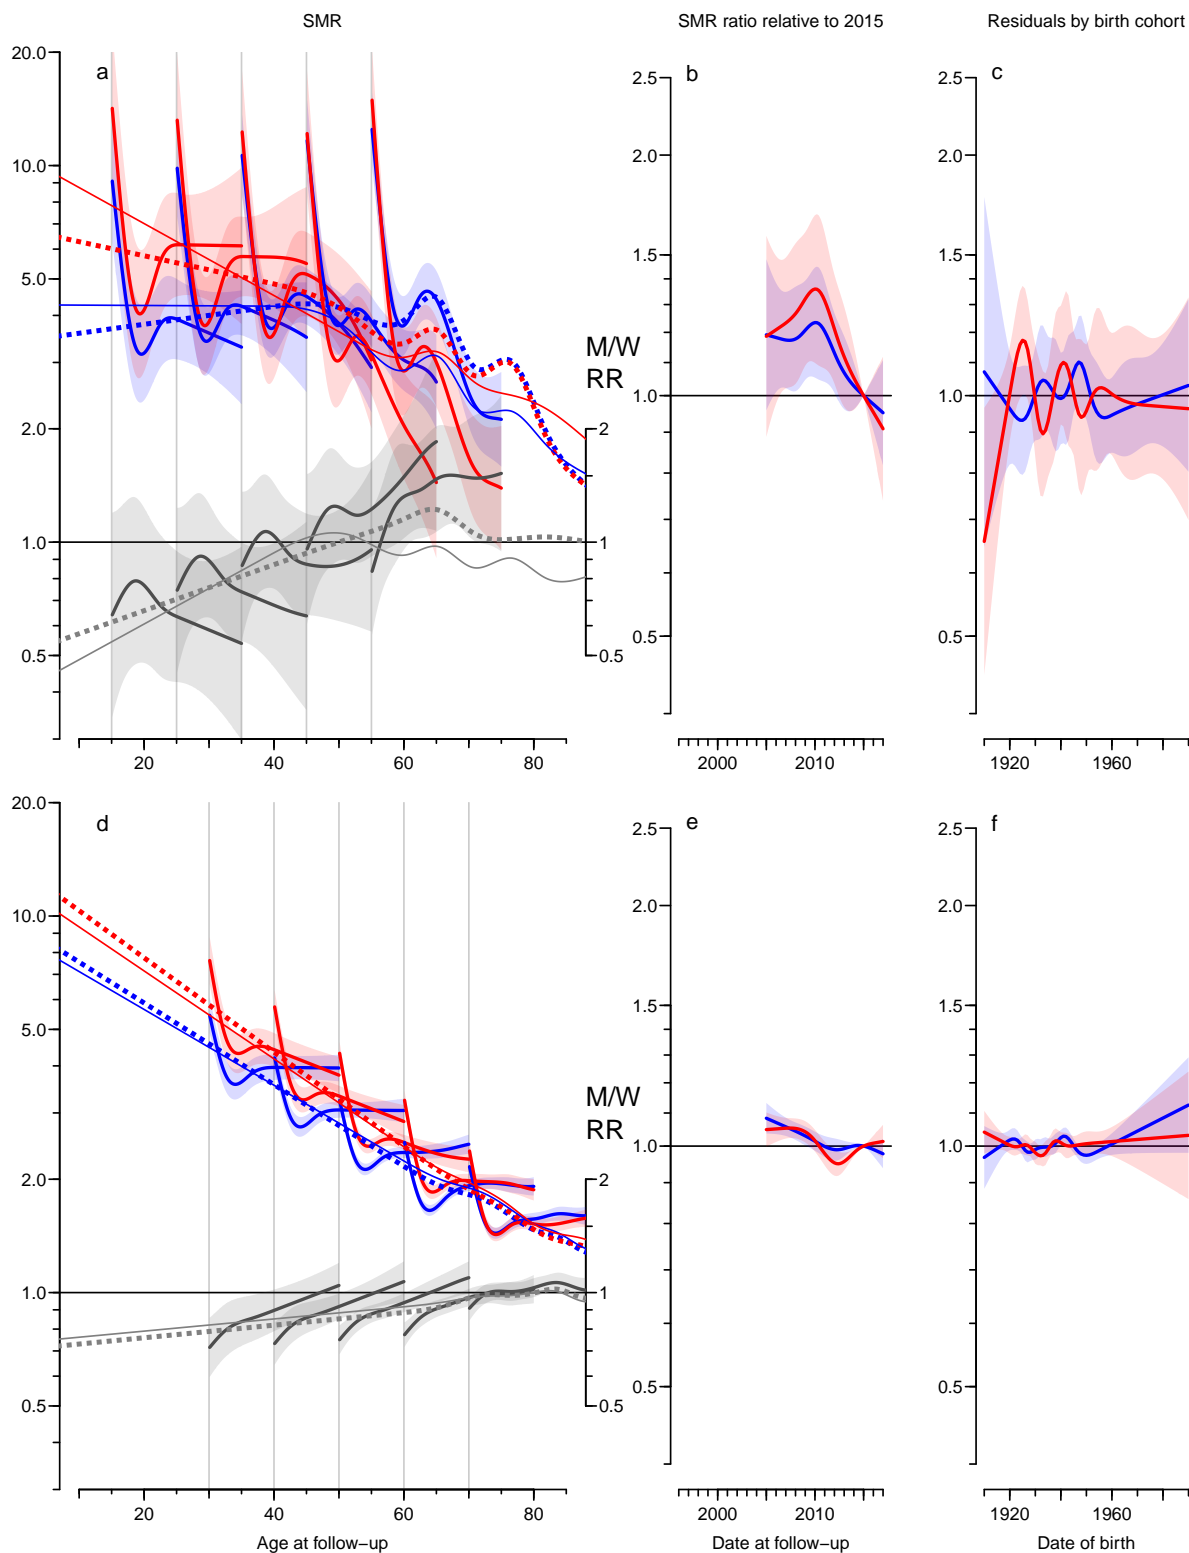 SMR
SMR ratio relative to 2015
Residuals by birth cohort
a
b
c
20.0
10.0
5.0
2.0
1.0
0.5
M/W
RR
2
1
0.5
2.5
2.0
1.5
1.0
0.5
2.5
2.0
1.5
1.0
0.5
20 40 60 80
2000 2010
1920 1960
d
e
f
20.0
10.0
5.0
2.0
1.0
0.5
M/W
RR
2
1
0.5
2.5
2.0
1.5
1.0
0.5
2.5
2.0
1.5
1.0
0.5
20 40 60 80
2000 2010
1920 1960
Age at follow−up
Date at follow−up
Date of birth